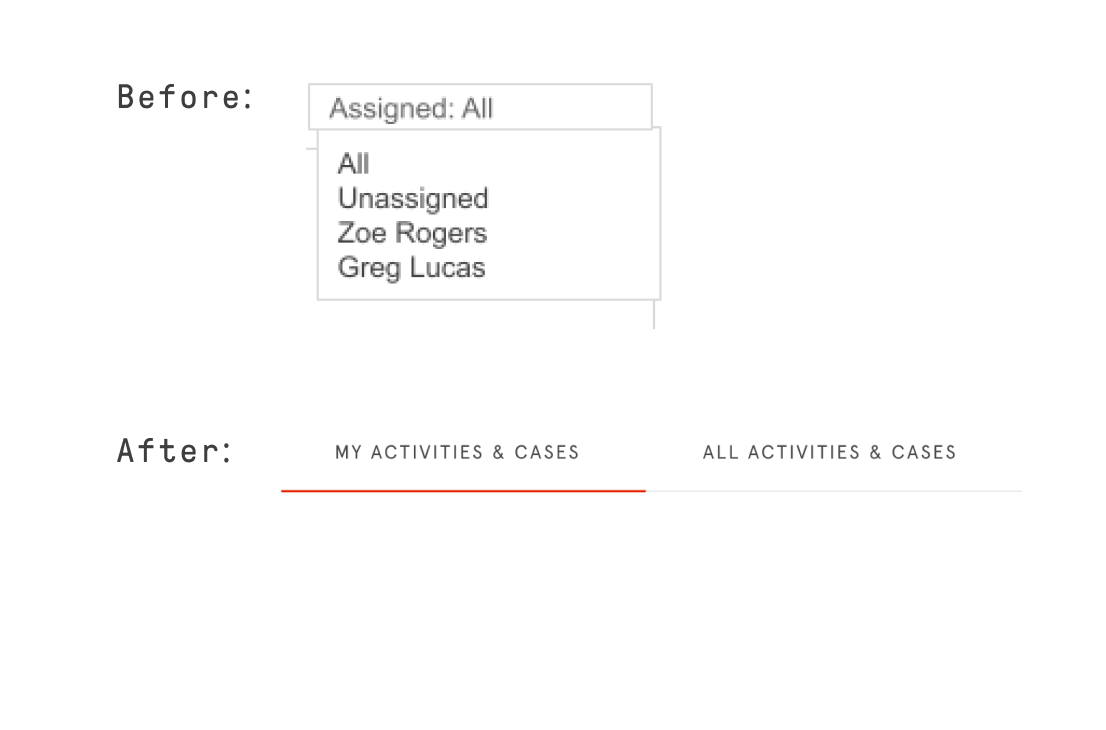 Before:
Assigned: All
All
Unassigned
Zoe Rogers
Greg Lucas
After:
MY ACTIVITIES & CASES
ALL ACTIVITIES & CASES